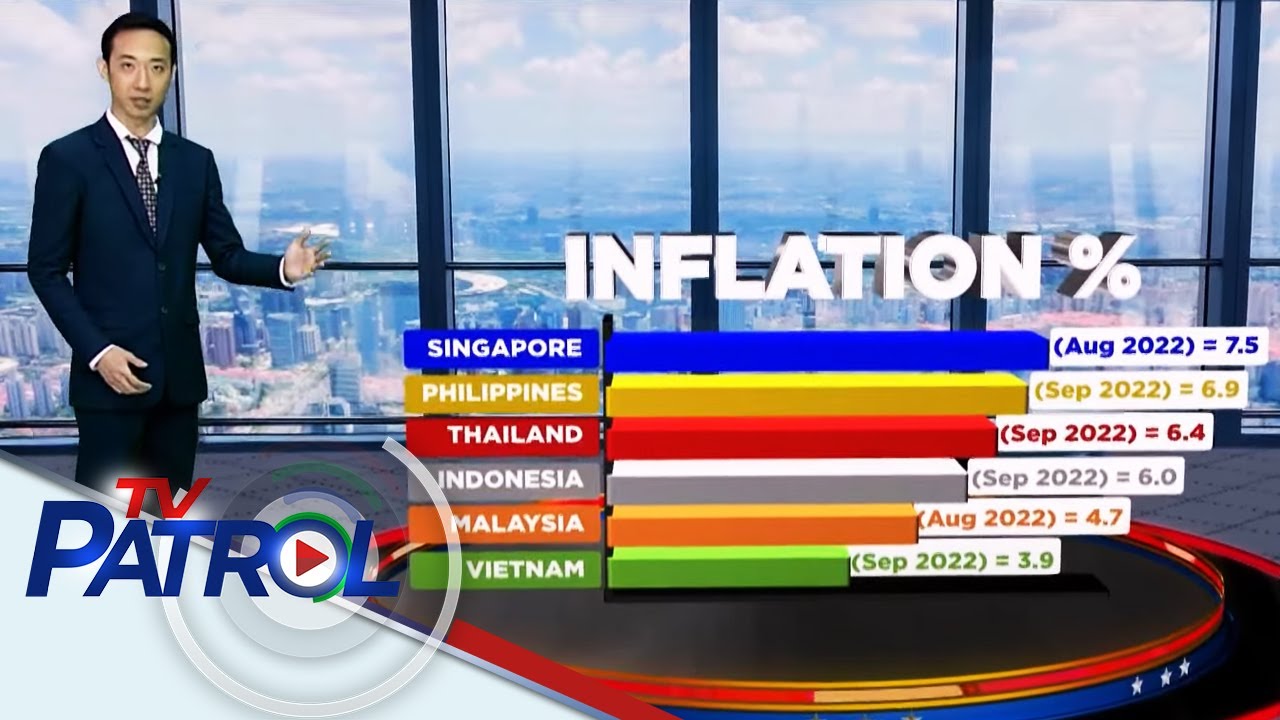 INFLATION %
SINGAPORE (Aug 2022) = 7.5
PHILIPPINES (Sep 2022) = 6.9
THAILAND (Sep 2022) = 6.4
INDONESIA (Sep 2022) = 6.0
MALAYSIA (Aug 2022) = 4.7
VIETNAM (Sep 2022) = 3.9
TV
PATROL